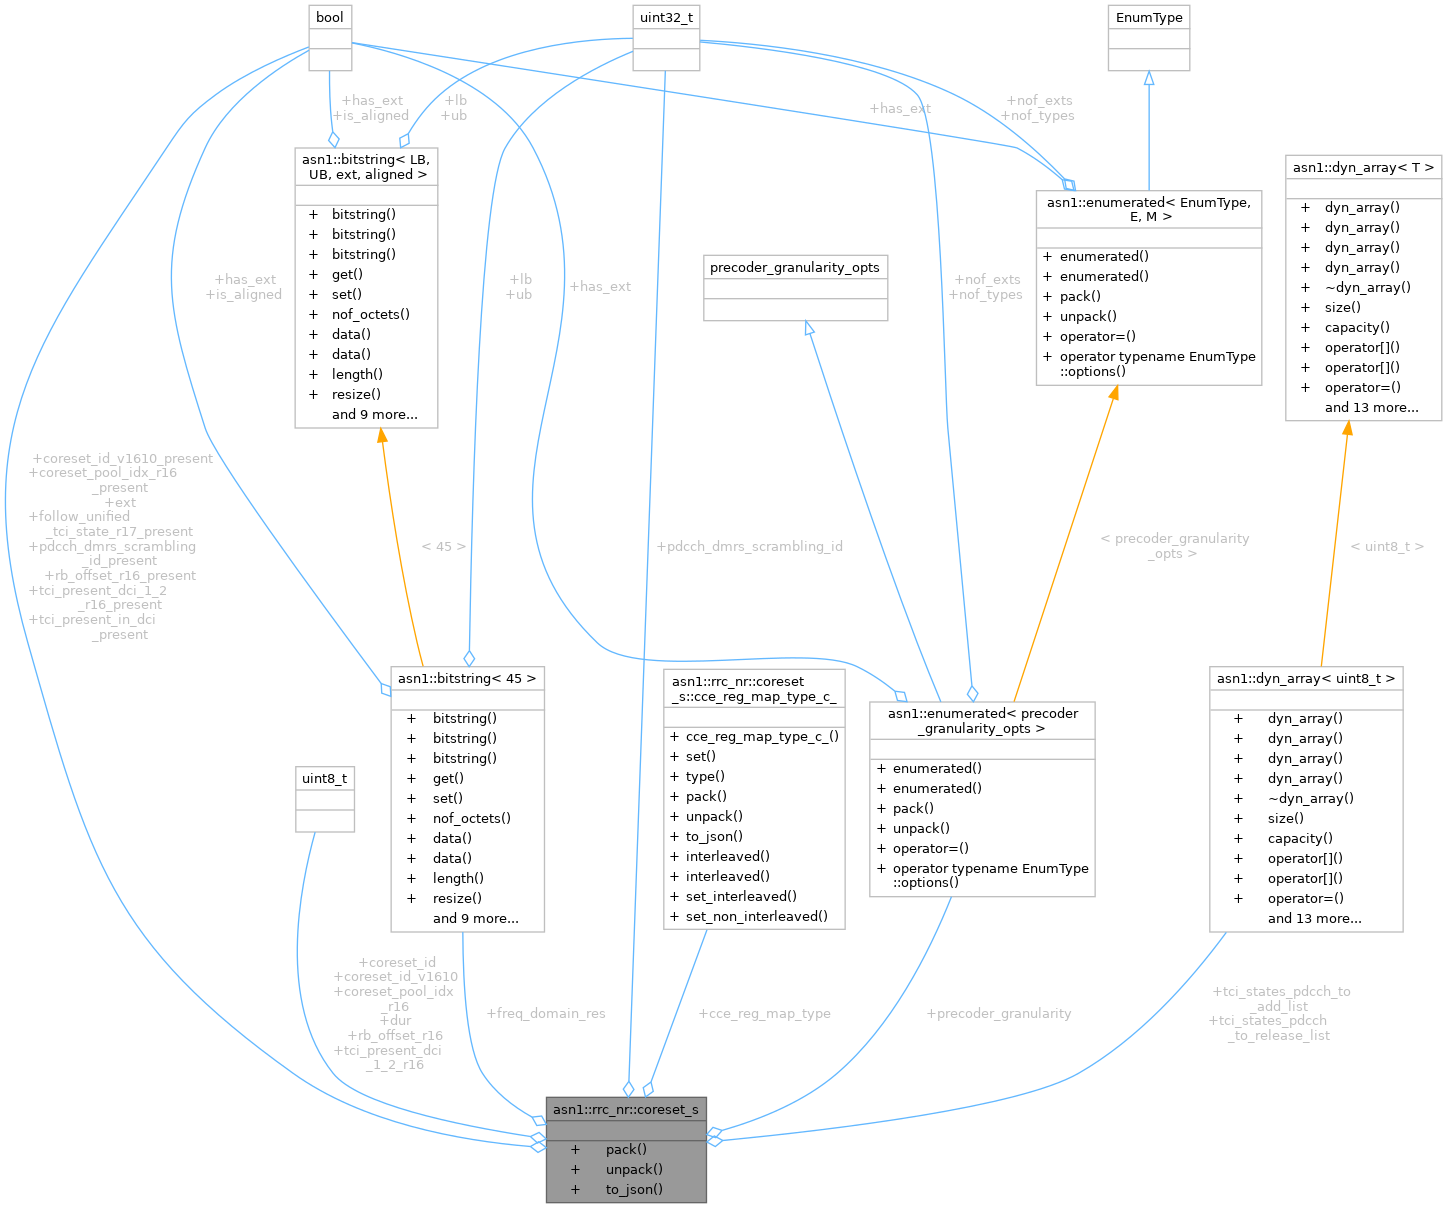 bool
uint32_t
EnumType
+has_ext
+is_aligned
+lb
+ub
+has_ext
+nof_exts
+nof_types
asn1::bitstring< LB,
UB, ext, aligned >
+ bitstring()
+ bitstring()
+ bitstring()
+ get()
+ set()
+ nof_octets()
+ data()
+ data()
+ length()
+ resize()
and 9 more...
asn1::enumerated< EnumType,
E, M >
+ enumerated()
+ enumerated()
+ pack()
+ unpack()
+ operator=()
+ operator typename EnumType
::options()
asn1::dyn_array< T >
+ dyn_array()
+ dyn_array()
+ dyn_array()
+ dyn_array()
+ ~dyn_array()
+ size()
+ capacity()
+ operator[]()
+ operator[]()
+ operator=()
and 13 more...
precoder_granularity_opts
+has_ext
+is_aligned
+lb
+ub
+has_ext
+nof_exts
+nof_types
+coreset_id_v1610_present
+coreset_pool_idx_r16
_present
+ext
+follow_unified
_tci_state_r17_present
+pdcch_dmrs_scrambling
_id_present
+rb_offset_r16_present
+tci_present_dci_1_2
_r16_present
+tci_present_in_dci
_present
< 45 >
+pdcch_dmrs_scrambling_id
< precoder_granularity
_opts >
< uint8_t >
uint8_t
asn1::bitstring< 45 >
+ bitstring()
+ bitstring()
+ bitstring()
+ get()
+ set()
+ nof_octets()
+ data()
+ data()
+ length()
+ resize()
and 9 more...
asn1::rrc_nr::coreset
_s::cce_reg_map_type_c_
+ cce_reg_map_type_c_()
+ set()
+ type()
+ pack()
+ unpack()
+ to_json()
+ interleaved()
+ interleaved()
+ set_interleaved()
+ set_non_interleaved()
asn1::enumerated< precoder
_granularity_opts >
+ enumerated()
+ enumerated()
+ pack()
+ unpack()
+ operator=()
+ operator typename EnumType
::options()
asn1::dyn_array< uint8_t >
+ dyn_array()
+ dyn_array()
+ dyn_array()
+ dyn_array()
+ ~dyn_array()
+ size()
+ capacity()
+ operator[]()
+ operator[]()
+ operator=()
and 13 more...
+coreset_id
+coreset_id_v1610
+coreset_pool_idx
_r16
+dur
+rb_offset_r16
+tci_present_dci
_1_2_r16
+freq_domain_res
+cce_reg_map_type
+precoder_granularity
+tci_states_pdcch_to
_add_list
+tci_states_pdcch
_to_release_list
asn1::rrc_nr::coreset_s
+ pack()
+ unpack()
+ to_json()